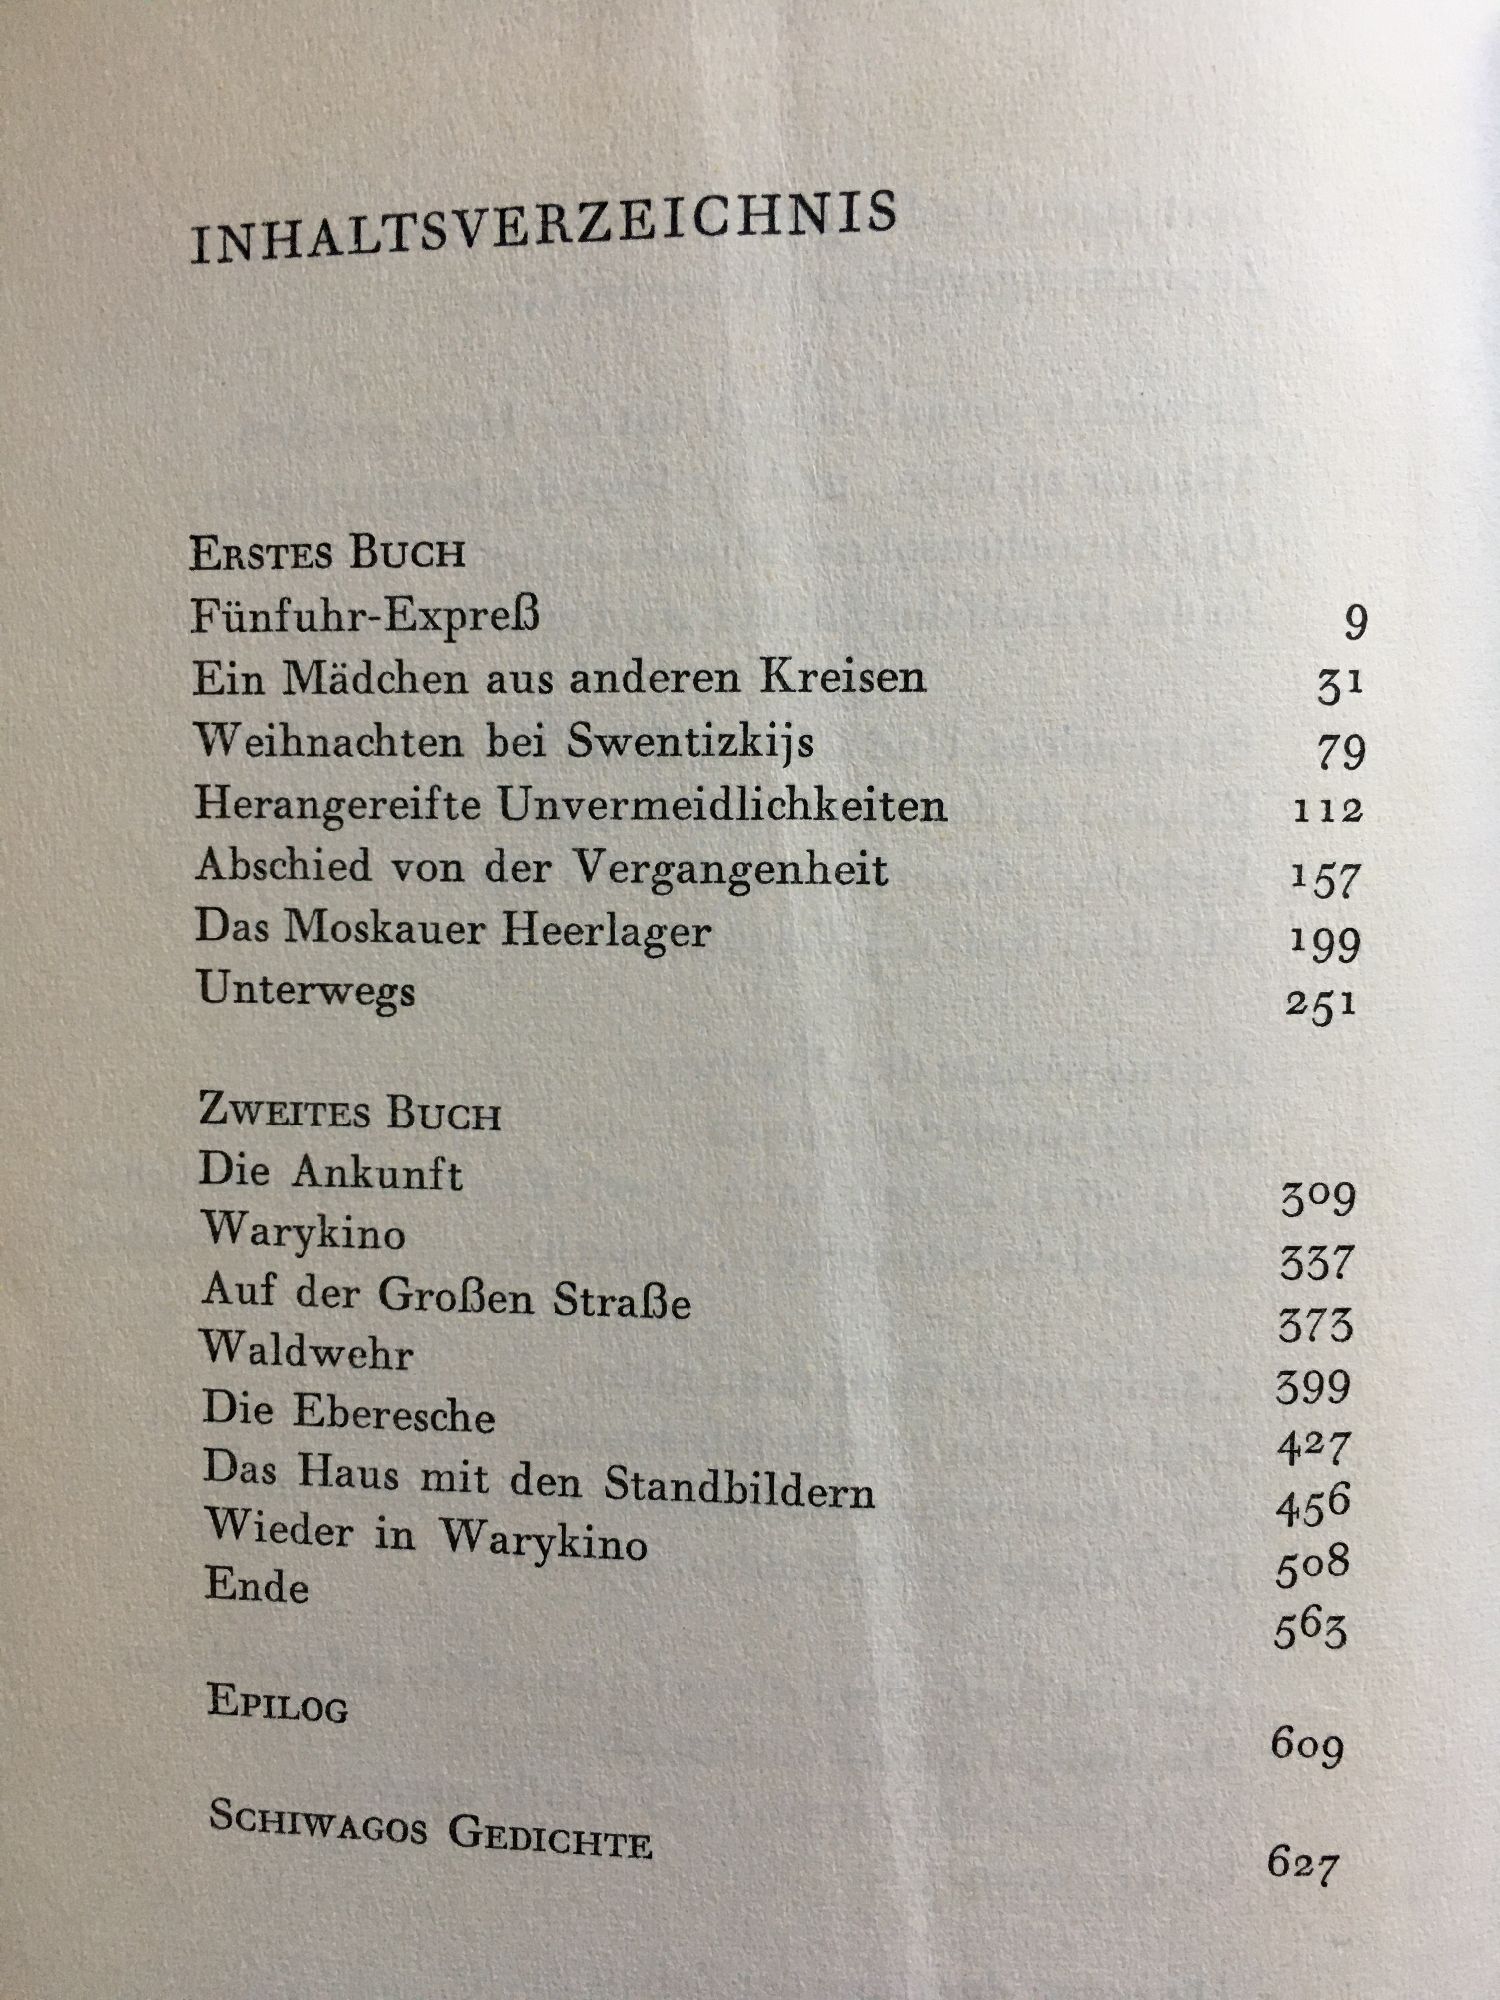 INHALTSVERZEICHNIS
ERSTES BUCH
Fünfuhr-Expreß 9
Ein Mädchen aus anderen Kreisen 31
Weihnachten bei Swentizkijs 79
Herangereifte Unvermeidlichkeiten 112
Abschied von der Vergangenheit 157
Das Moskauer Heerlager 199
Unterwegs 251
ZWEITES BUCH
Die Ankunft 309
Warykino 337
Auf der Großen Straße 373
Waldwehr 399
Die Eberesche 427
Das Haus mit den Standbildern 456
Wieder in Warykino 508
Ende 563
EPILOG 609
SCHIWAGOS GEDICHTE 627